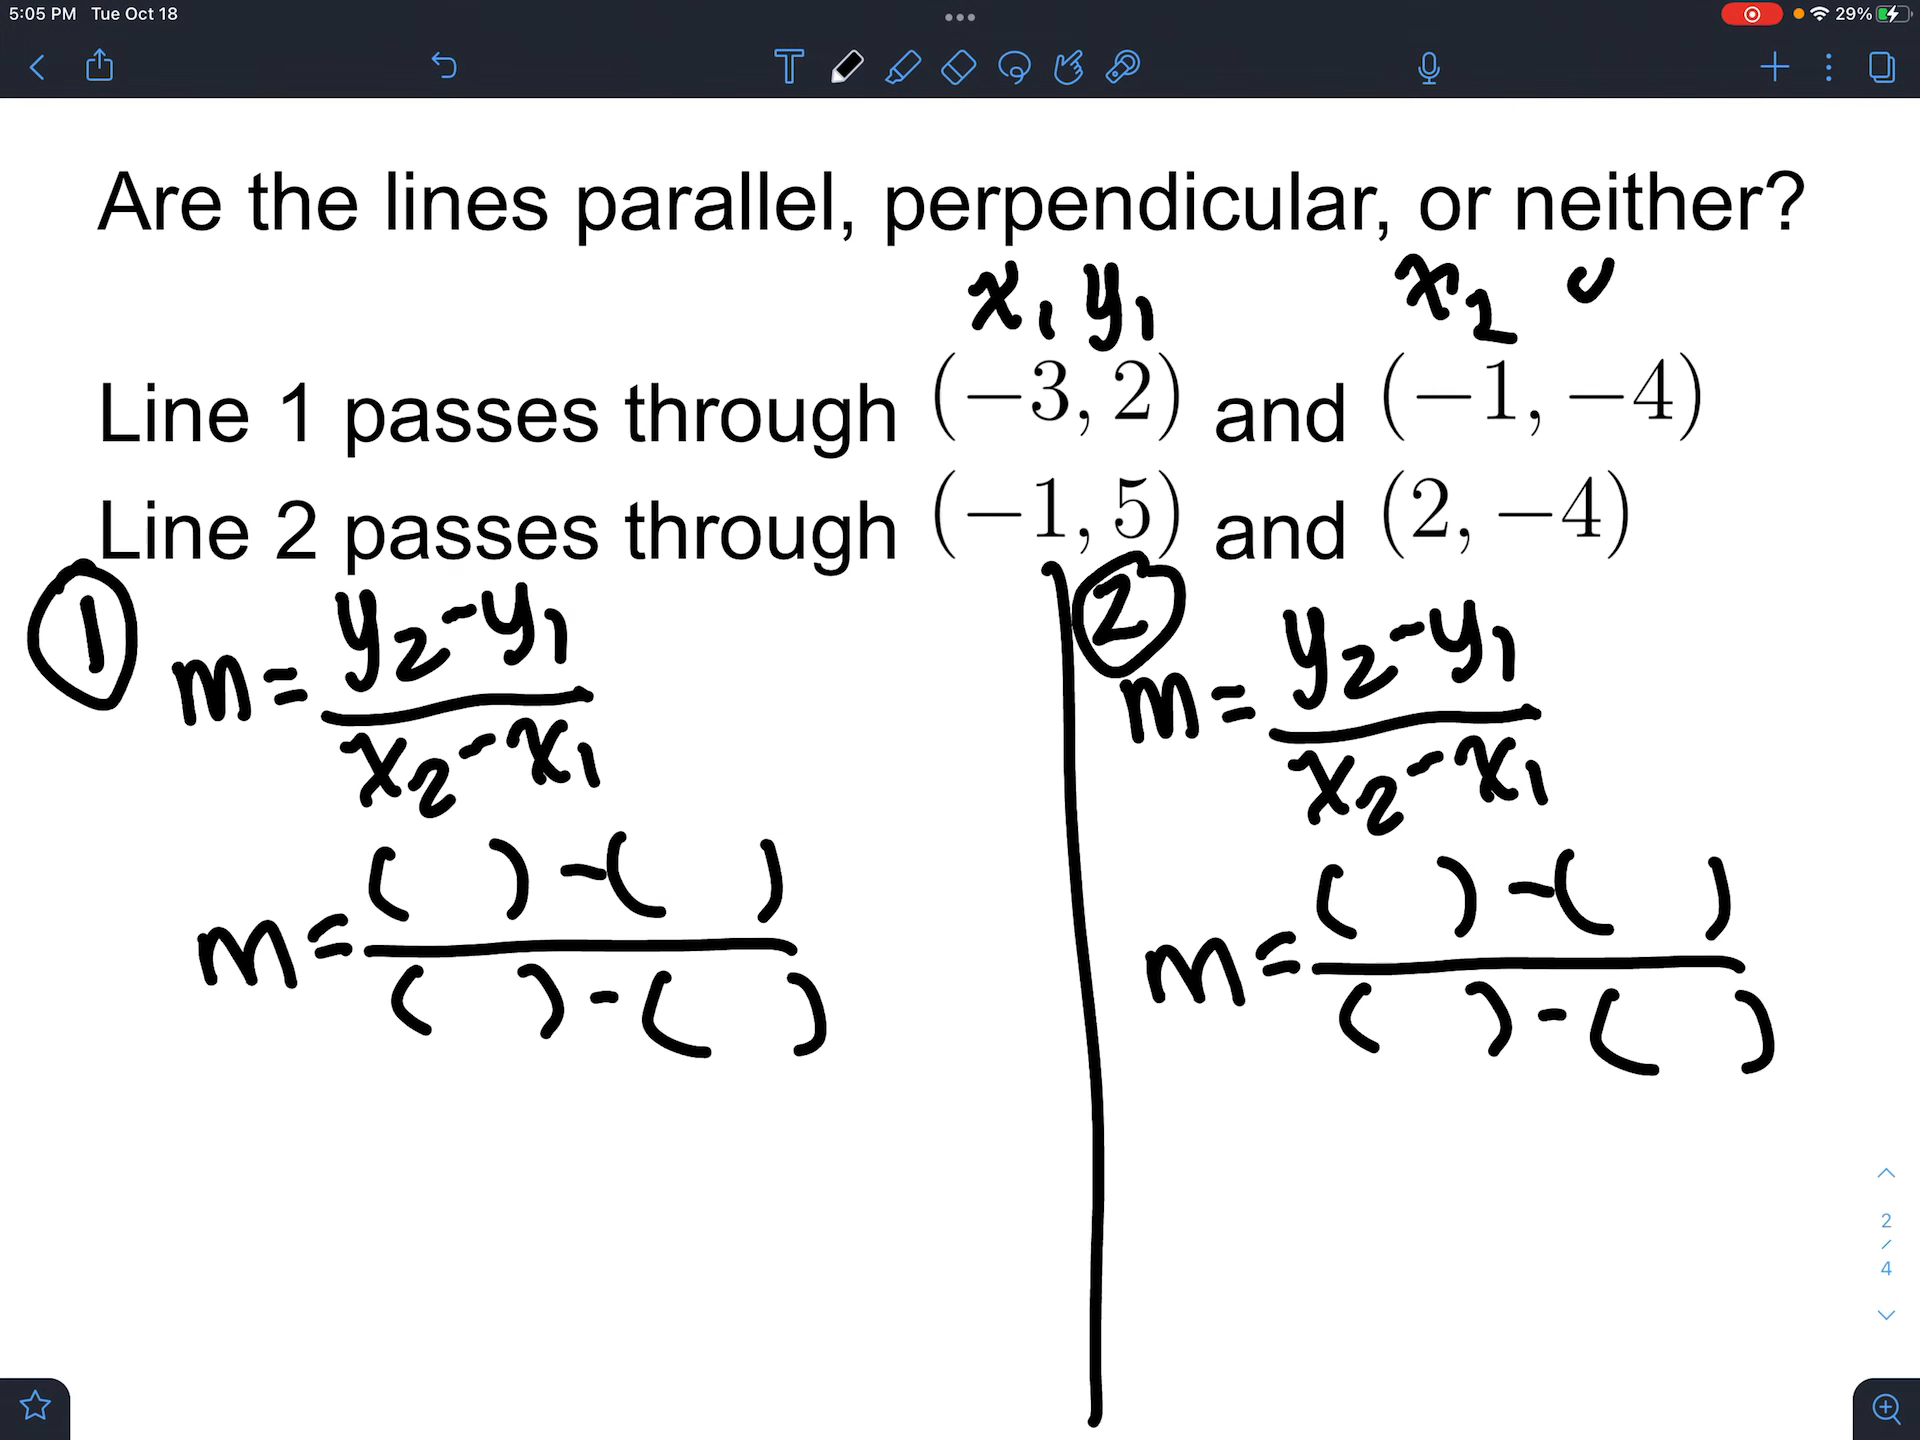 5:05 PM Tue Oct 18
29%
Are the lines parallel, perpendicular, or neither?
x₁ y₁ x₂
Line 1 passes through (−3, 2) and (−1, −4)
Line 2 passes through (−1, 5) and (2, −4)
① m = (y₂ - y₁) / (x₂ - x₁)
m = ( ) - ( ) / ( ) - ( )
② m = (y₂ - y₁) / (x₂ - x₁)
m = ( ) - ( ) / ( ) - ( )
2
/
4